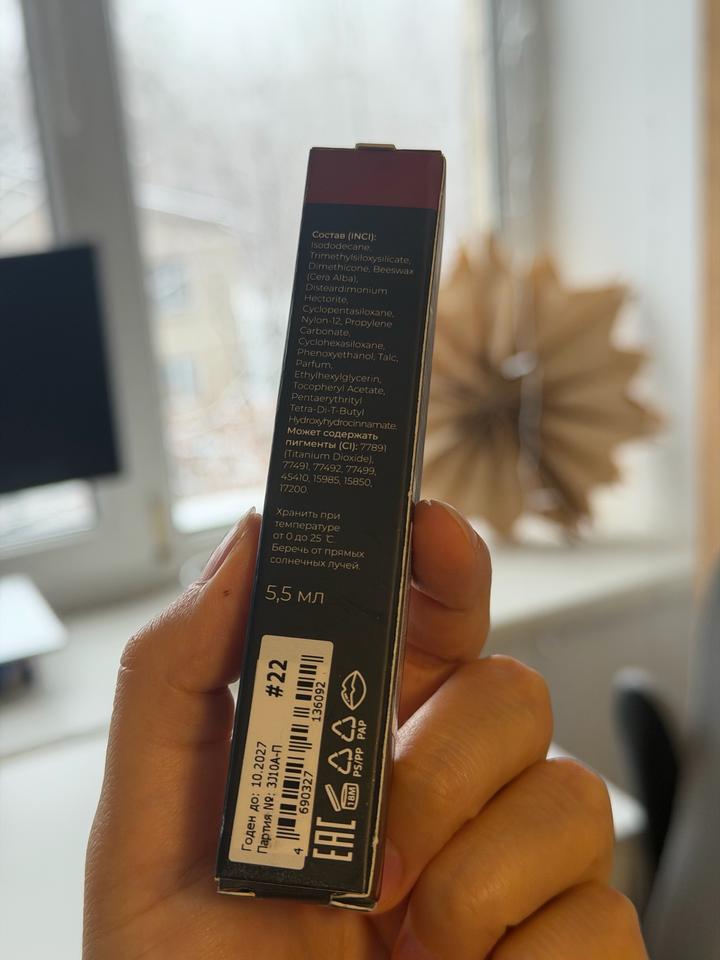 Состав (INCI):
Isododecane,
Trimethylsiloxysilicate,
Dimethicone, Beeswax
(Cera Alba),
Disteardimonium
Hectorite,
Cyclopentasiloxane,
Nylon-12, Propylene
Carbonate,
Cyclohexasiloxane,
Phenoxyethanol, Talc,
Parfum,
Ethylhexylglycerin,
Tocopheryl Acetate,
Pentaerythrityl
Tetra-Di-T-Butyl
Hydroxyhydrocinnamate.
Может содержать
пигменты (CI): 77891
(Titanium Dioxide),
77491, 77492, 77499,
45410, 15985, 15850,
17200.
Хранить при
температуре
от 0 до 25 ℃
Беречь от прямых
солнечных лучей.
5,5 мл
#22
Годен до: 10.2027
Партия №: 3J10A-П
4 690327 136092
EAC
18M
PS/PP PAP